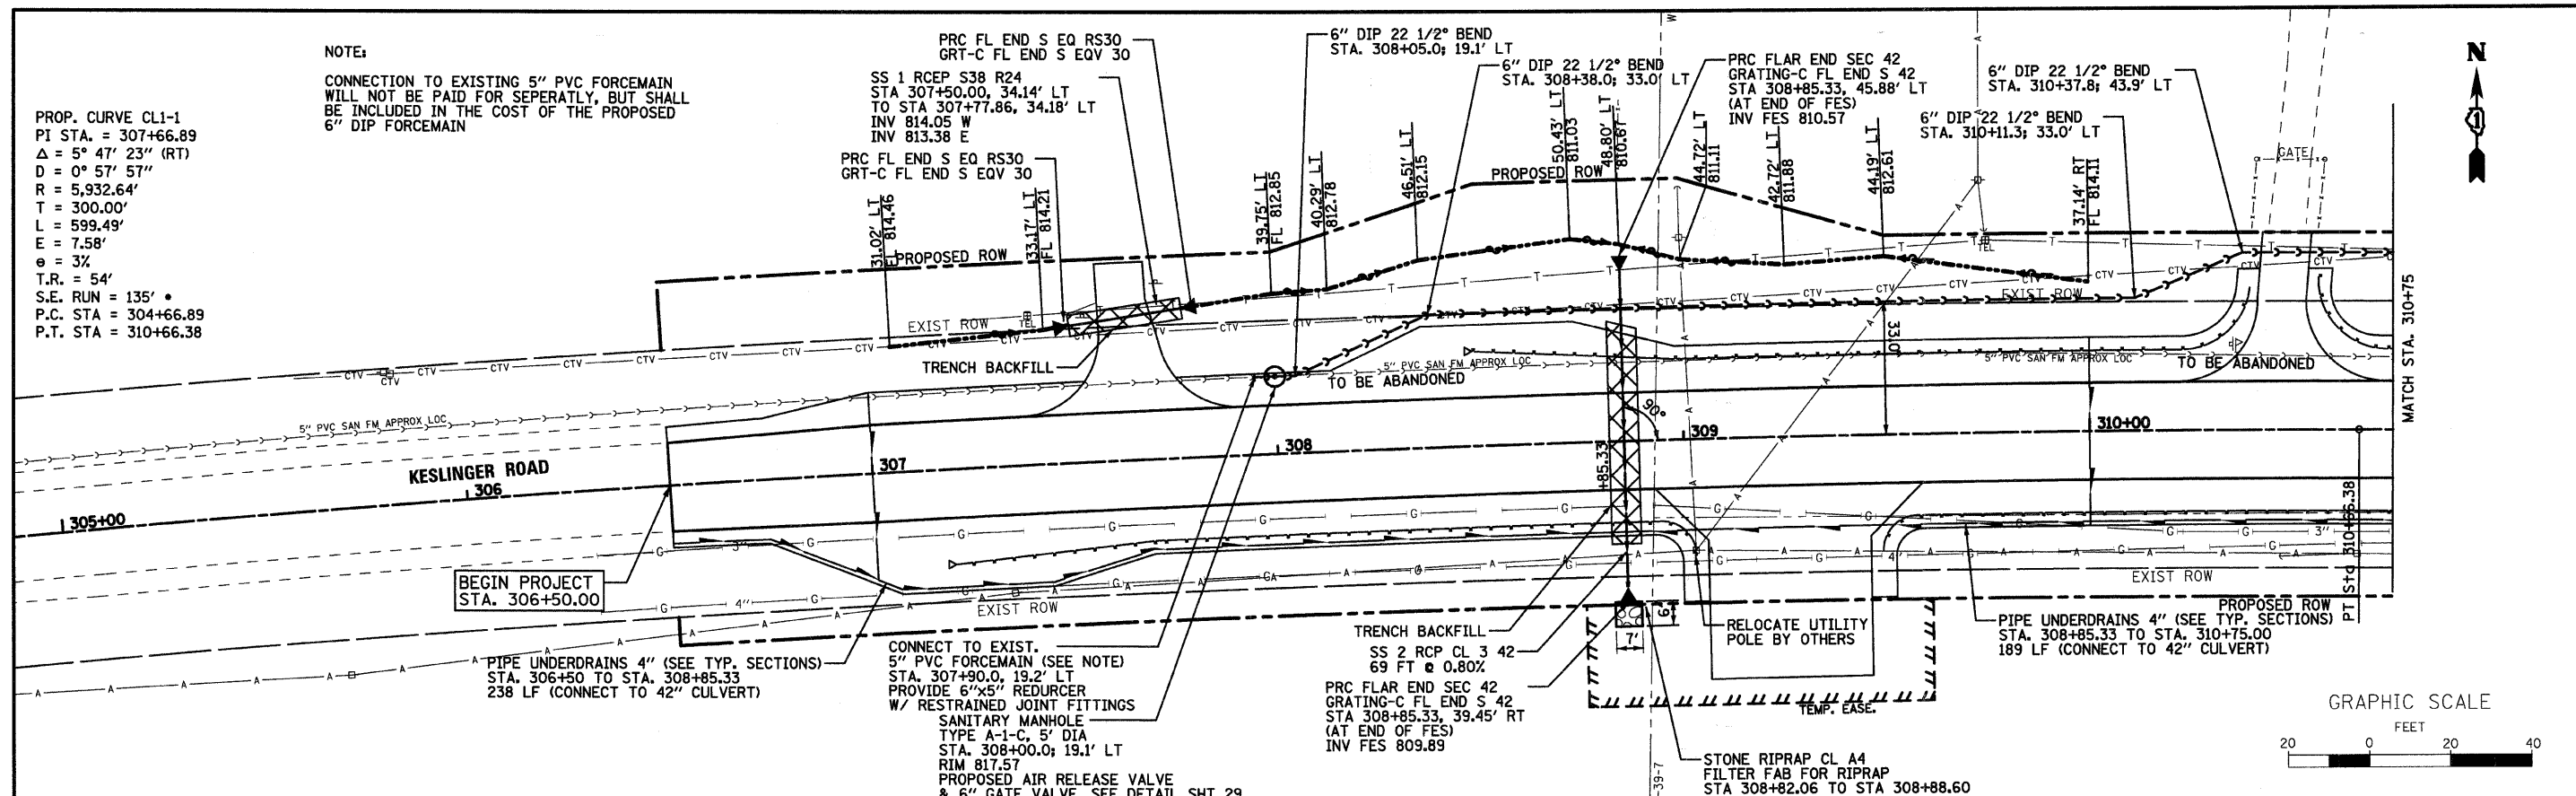 NOTE:
CONNECTION TO EXISTING 5" PVC FORCEMAIN
WILL NOT BE PAID FOR SEPERATLY, BUT SHALL
BE INCLUDED IN THE COST OF THE PROPOSED
6" DIP FORCEMAIN
PROP. CURVE CL1-1
PI STA. = 307+66.89
Δ = 5° 47' 23" (RT)
D = 0° 57' 57"
R = 5,932.64'
T = 300.00'
L = 599.49'
E = 7.58'
e = 3%
T.R. = 54'
S.E. RUN = 135' •
P.C. STA = 304+66.89
P.T. STA = 310+66.38
PRC FL END S EQ RS30
GRT-C FL END S EQV 30
SS 1 RCEP S38 R24
STA 307+50.00, 34.14' LT
TO STA 307+77.86, 34.18' LT
INV 814.05 W
INV 813.38 E
PRC FL END S EQ RS30
GRT-C FL END S EQV 30
6" DIP 22 1/2° BEND
STA. 308+05.0; 19.1' LT
6" DIP 22 1/2° BEND
STA. 308+38.0; 33.0' LT
PRC FLAR END SEC 42
GRATING-C FL END S 42
STA 308+85.33, 45.88' LT
(AT END OF FES)
INV FES 810.57
6" DIP 22 1/2° BEND
STA. 310+37.8; 43.9' LT
6" DIP 22 1/2° BEND
STA. 310+11.3; 33.0' LT
N
1
W
31.02' LT
FL 814.46
33.17' LT
FL 814.21
39.75' LT
FL 812.85
40.29' LT
812.78
46.51' LT
812.15
50.43' LT
811.03
48.80' LT
810.67
44.72' LT
811.11
42.72' LT
811.88
44.19' LT
812.61
37.14' RT
FL 814.11
GATE
PROPOSED ROW
PROPOSED ROW
EXIST ROW
EXIST ROW
TEL
TEL
CTV CTV CTV CTV CTV CTV CTV
TRENCH BACKFILL
TO BE ABANDONED
5" PVC SAN FM APPROX LOC
5" PVC SAN FM APPROX LOC
TO BE ABANDONED
5" PVC SAN FM APPROX LOC
33.0'
90°
MATCH STA. 310+75
KESLINGER ROAD
305+00
306
307
308
309
310+00
+85.33
PT Sta 310+66.38
BEGIN PROJECT
STA. 306+50.00
3"
4"
4"
3"
EXIST ROW
EXIST ROW
PROPOSED ROW
PIPE UNDERDRAINS 4" (SEE TYP. SECTIONS)
STA. 306+50 TO STA. 308+85.33
238 LF (CONNECT TO 42" CULVERT)
CONNECT TO EXIST.
5" PVC FORCEMAIN (SEE NOTE)
STA. 307+90.0, 19.2' LT
PROVIDE 6"x5" REDURCER
W/ RESTRAINED JOINT FITTINGS
SANITARY MANHOLE
TYPE A-1-C, 5' DIA
STA. 308+00.0; 19.1' LT
RIM 817.57
PROPOSED AIR RELEASE VALVE
& 6" GATE VALVE, SEE DETAIL SHT 29
TRENCH BACKFILL
SS 2 RCP CL 3 42
69 FT @ 0.80%
PRC FLAR END SEC 42
GRATING-C FL END S 42
STA 308+85.33, 39.45' RT
(AT END OF FES)
INV FES 809.89
6'
7'
RELOCATE UTILITY
POLE BY OTHERS
TEMP. EASE.
STONE RIPRAP CL A4
FILTER FAB FOR RIPRAP
STA 308+82.06 TO STA 308+88.60
-39-7
PIPE UNDERDRAINS 4" (SEE TYP. SECTIONS)
STA. 308+85.33 TO STA. 310+75.00
189 LF (CONNECT TO 42" CULVERT)
GRAPHIC SCALE
FEET
20 0 20 40